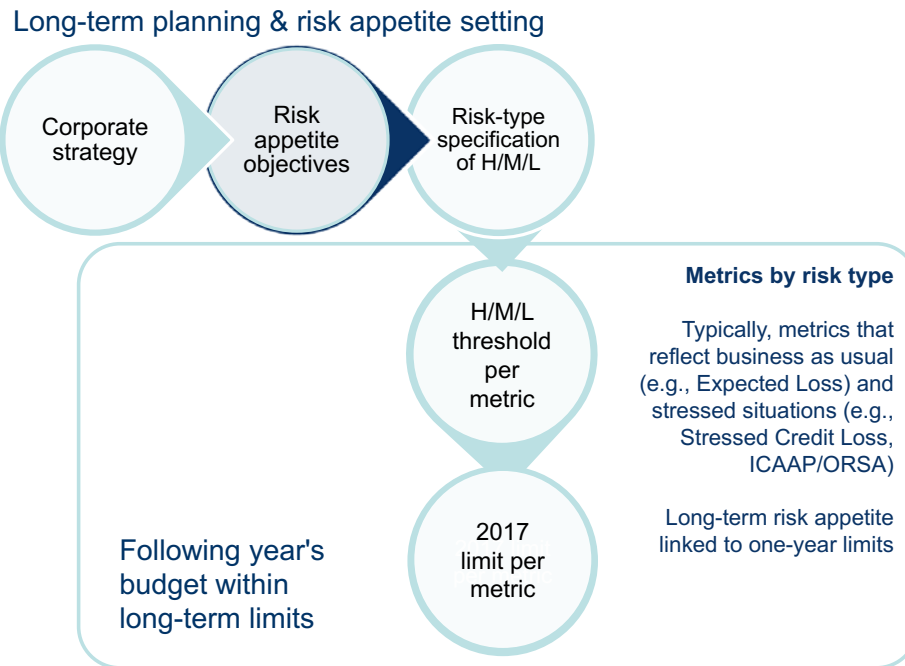 Long-term planning & risk appetite setting
Corporate
strategy
Risk
appetite
objectives
Risk-type
specification
of H/M/L
H/M/L
threshold
per
metric
Metrics by risk type
Typically, metrics that
reflect business as usual
(e.g., Expected Loss) and
stressed situations (e.g.,
Stressed Credit Loss,
ICAAP/ORSA)
Long-term risk appetite
linked to one-year limits
2017
limit per
metric
Following year's
budget within
long-term limits